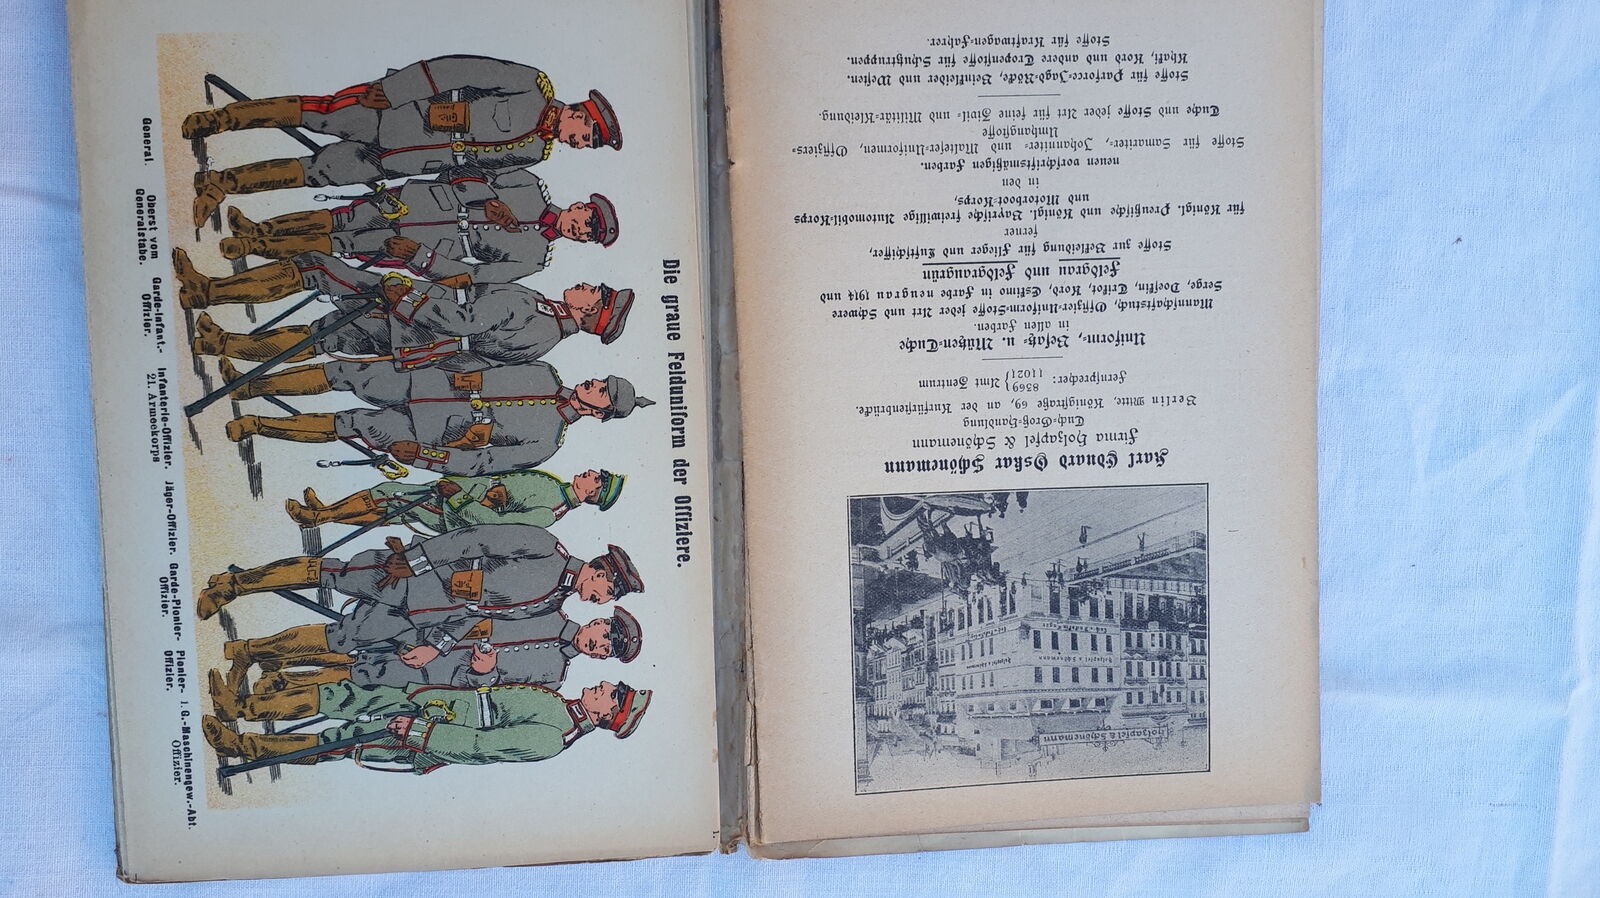 Die graue Felduniform der Offiziere.
General.
Oberst vom
Generalstabe.
Garde-Infant.-
Offizier.
Infanterie-Offizier.
21. Armeekorps
Jäger-Offizier.
Garde-Pionier-
Offizier.
Pionier-
Offizier.
1. G.-Maschinengew.-Abt.
Offizier.
1.
Holzapfel & Schönemann
Holzapfel & Schönemann
Karl Eduard Oskar Schönemann
Firma Holzapfel & Schönemann
Tuch-Groß-Handlung
Berlin Mitte, Königstraße 69, an der Kurfürstenbrücke.
Fernsprecher: 8369 } Amt Zentrum
11021 }
Uniform-, Besatz- u. Mützen-Tuche
in allen Farben.
Mannschaftstuch, Offizier-Uniform-Stoffe jeder Art und Schwere
Serge, Doeskin, Trikot, Kord, Eskimo in Farbe neugrau 1914 und
Feldgrau und Feldgraugrün
Stoffe zur Bekleidung für Flieger und Luftschiffer,
ferner
für Königl. Preußische und Königl. Bayrische freiwillige Automobil-Korps
und Motorboot-Korps,
in den
neuen vorschriftsmäßigen Farben.
Stoffe für Samariter-, Johanniter- und Malteser-Uniformen, Offiziers-
Umhangstoffe
Tuche und Stoffe jeder Art für feine Zivil- und Militär-Kleidung.
Stoffe für Parforce-Jagd-Röcke, Beinkleider und Westen.
Khaki, Kord und andere Tropenstoffe für Schutztruppen.
Stoffe für Kraftwagen-Fahrer.